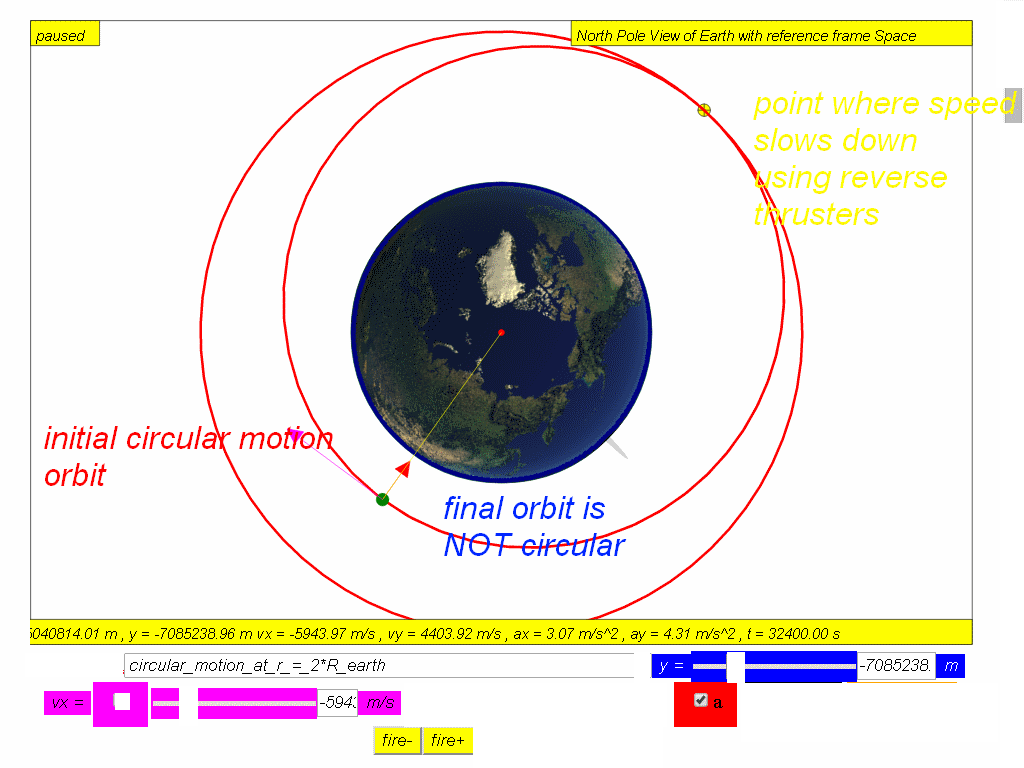 paused
North Pole View of Earth with reference frame Space
point where speed
slows down
using reverse
thrusters
initial circular motion
orbit
final orbit is
NOT circular
5040814.01 m , y = -7085238.96 m vx = -5943.97 m/s , vy = 4403.92 m/s , ax = 3.07 m/s^2 , ay = 4.31 m/s^2 , t = 32400.00 s
circular_motion_at_r_=_2*R_earth
y = -7085238. m
vx = -5943 m/s
a
fire- fire+